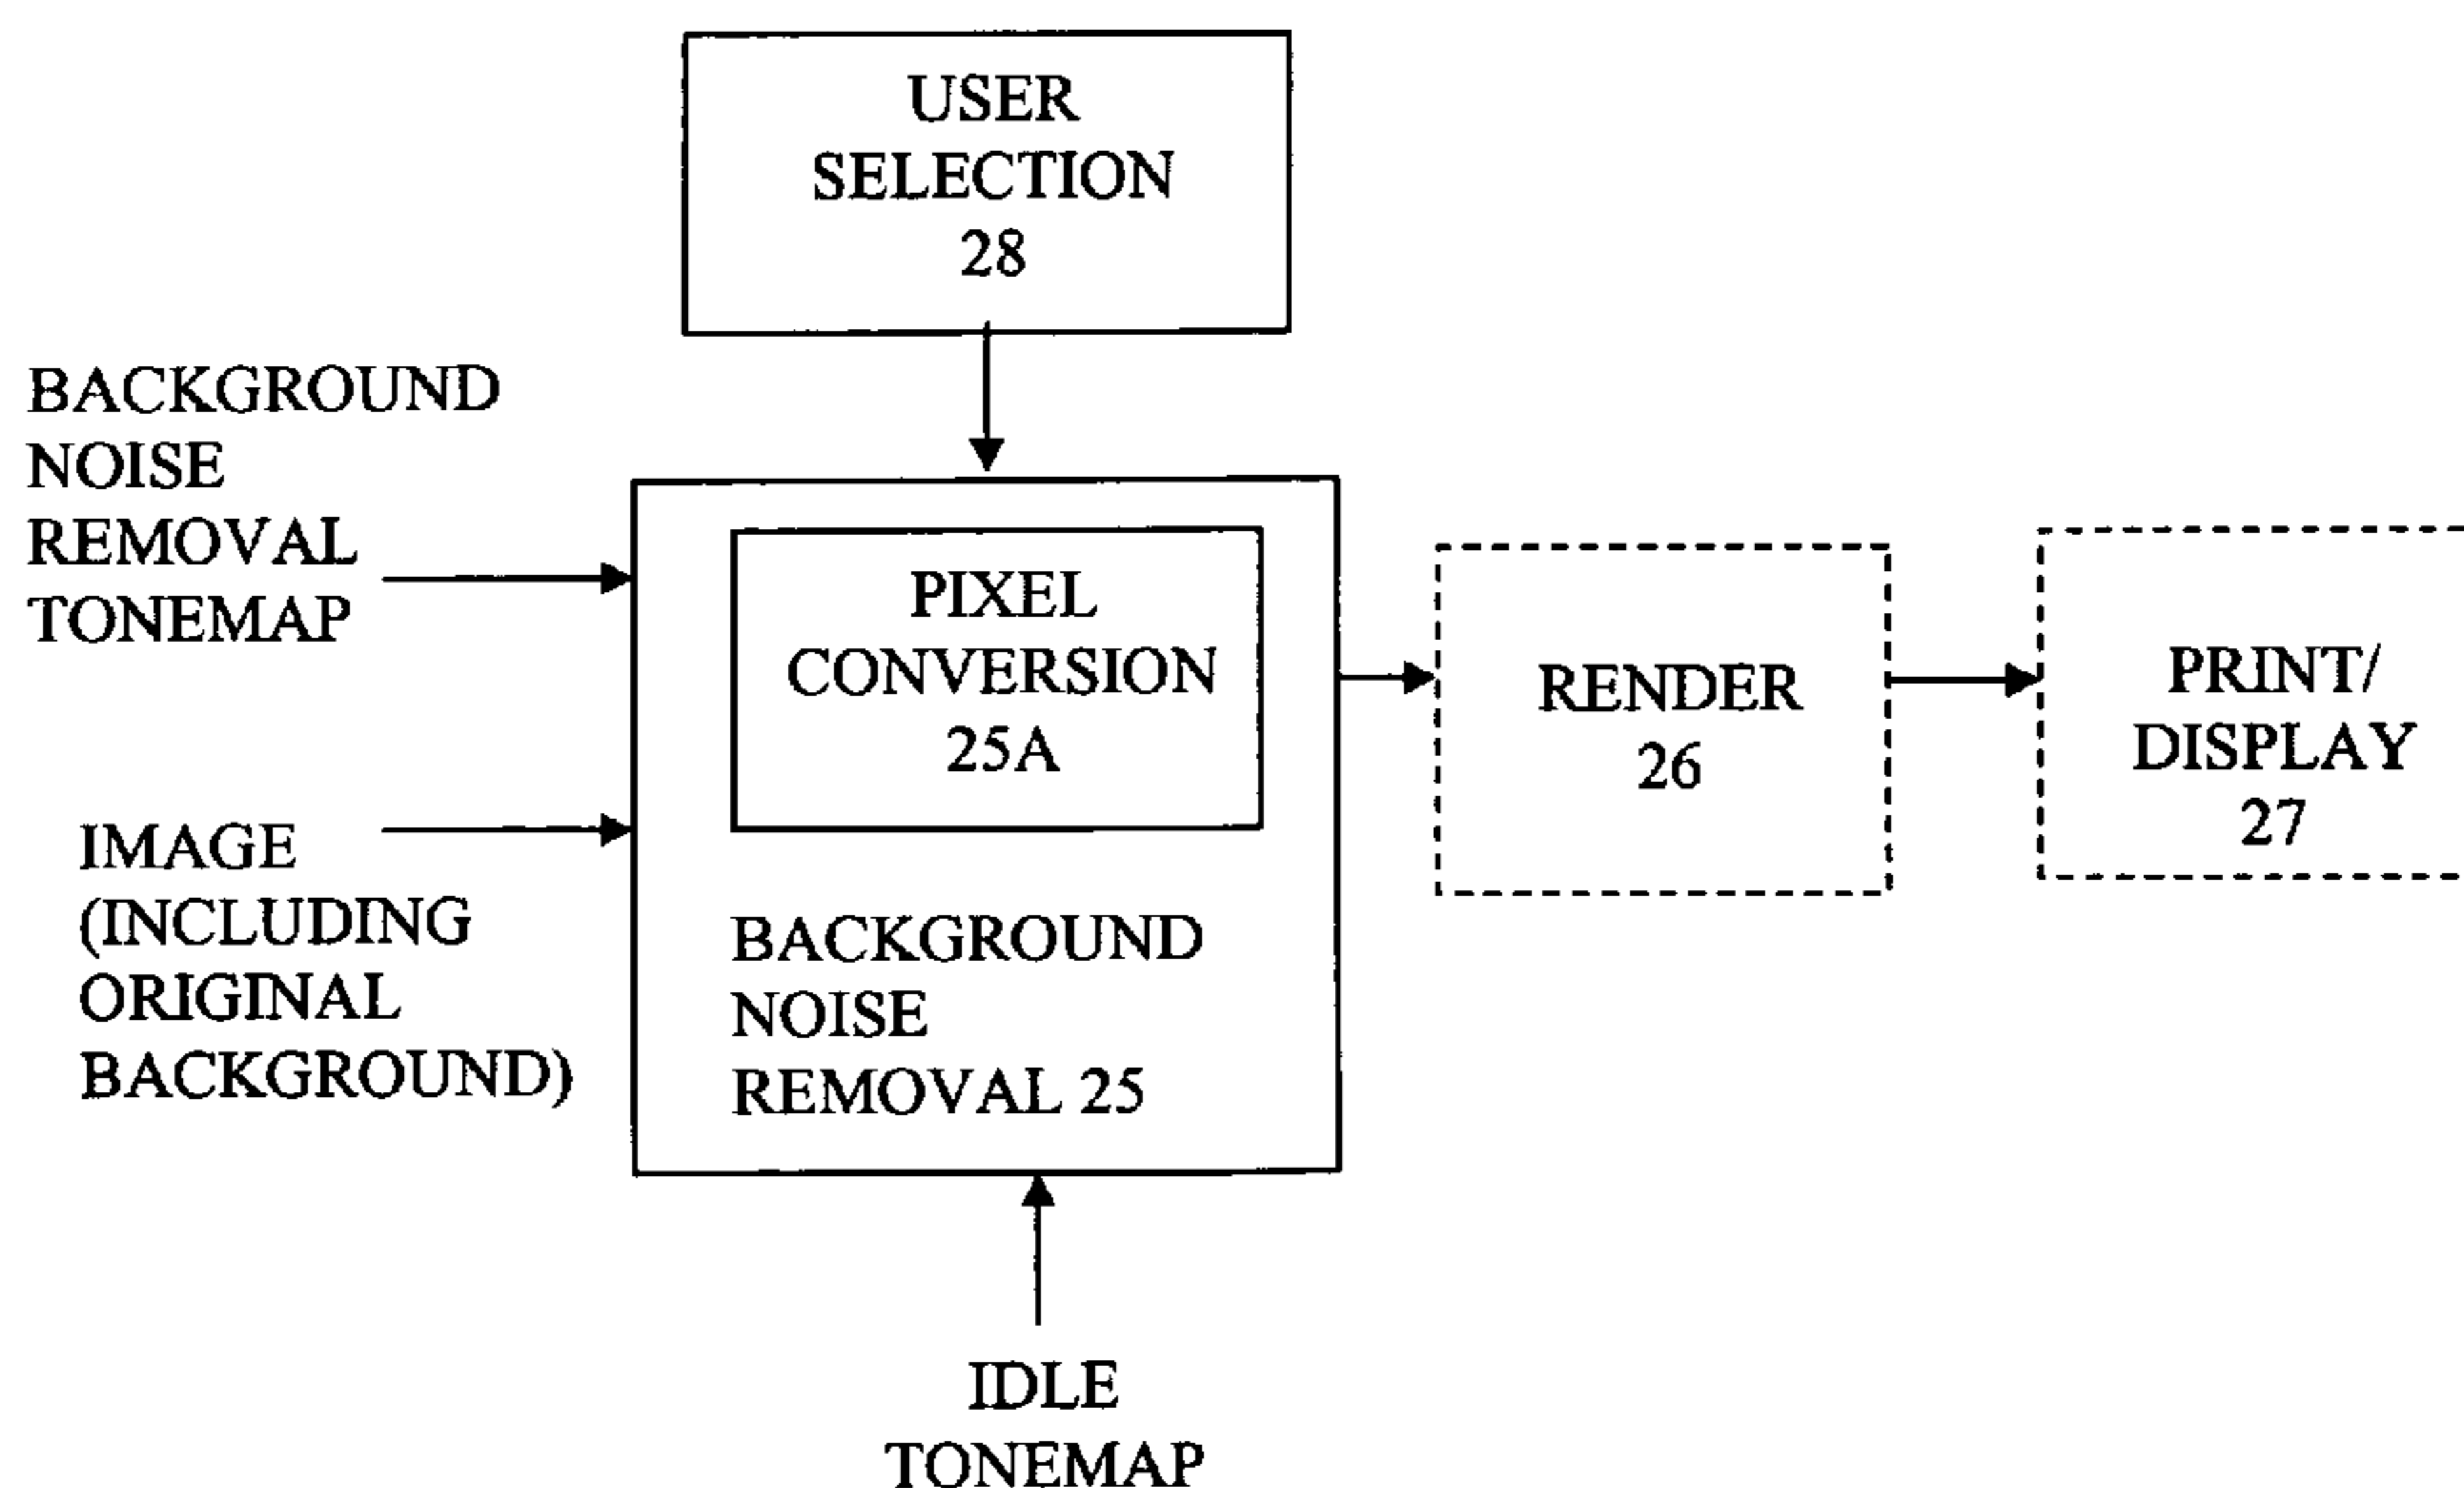 USER
SELECTION
28
BACKGROUND
NOISE
REMOVAL
TONEMAP
IMAGE
(INCLUDING
ORIGINAL
BACKGROUND)
PIXEL
CONVERSION
25A
BACKGROUND
NOISE
REMOVAL 25
RENDER
26
PRINT/
DISPLAY
27
IDLE
TONEMAP